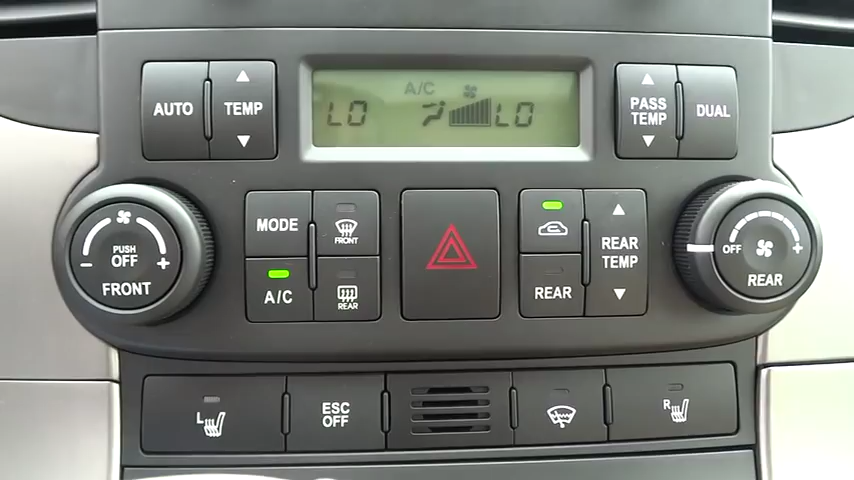 AUTO
TEMP
A/C
LO
LO
PASS
TEMP
DUAL
PUSH
OFF
FRONT
- +
MODE
FRONT
A/C
REAR
REAR
REAR
TEMP
OFF
+
REAR
L
ESC
OFF
R